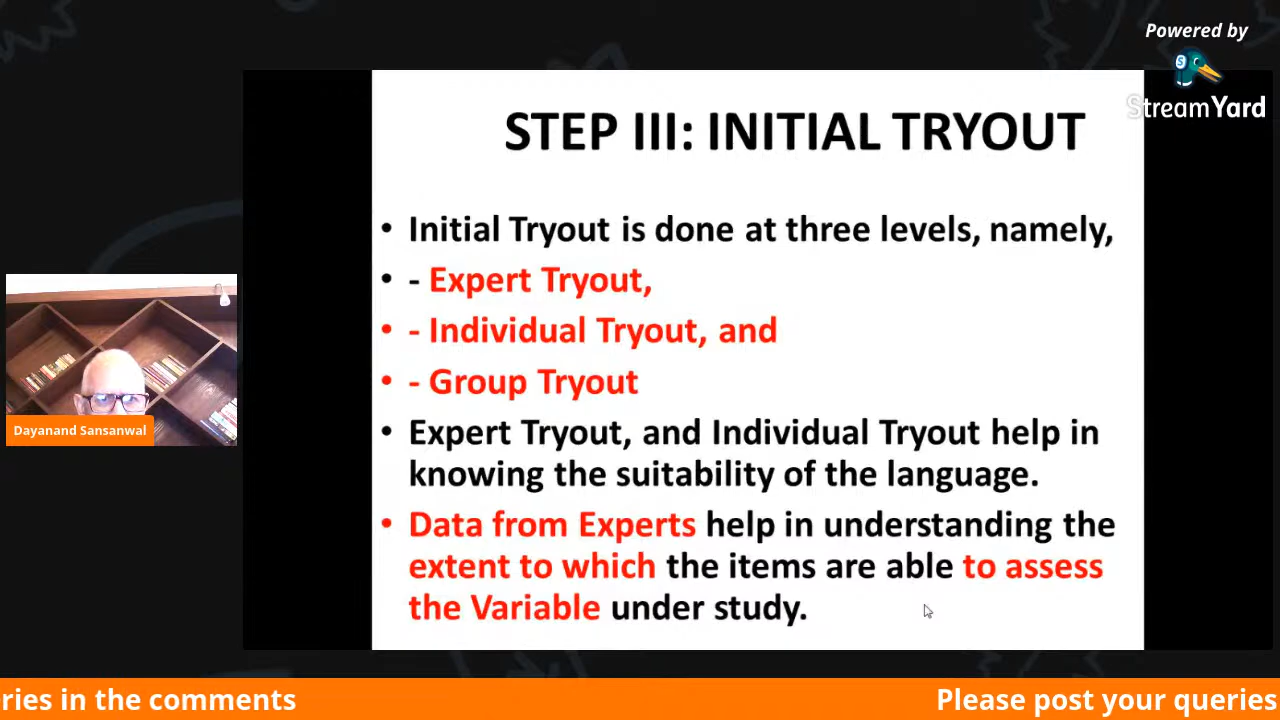 Powered by
StreamYard
STEP III: INITIAL TRYOUT
• Initial Tryout is done at three levels, namely,
• - Expert Tryout,
• - Individual Tryout, and
• - Group Tryout
• Expert Tryout, and Individual Tryout help in
knowing the suitability of the language.
• Data from Experts help in understanding the
extent to which the items are able to assess
the Variable under study.
Dayanand Sansanwal
ries in the comments
Please post your queries